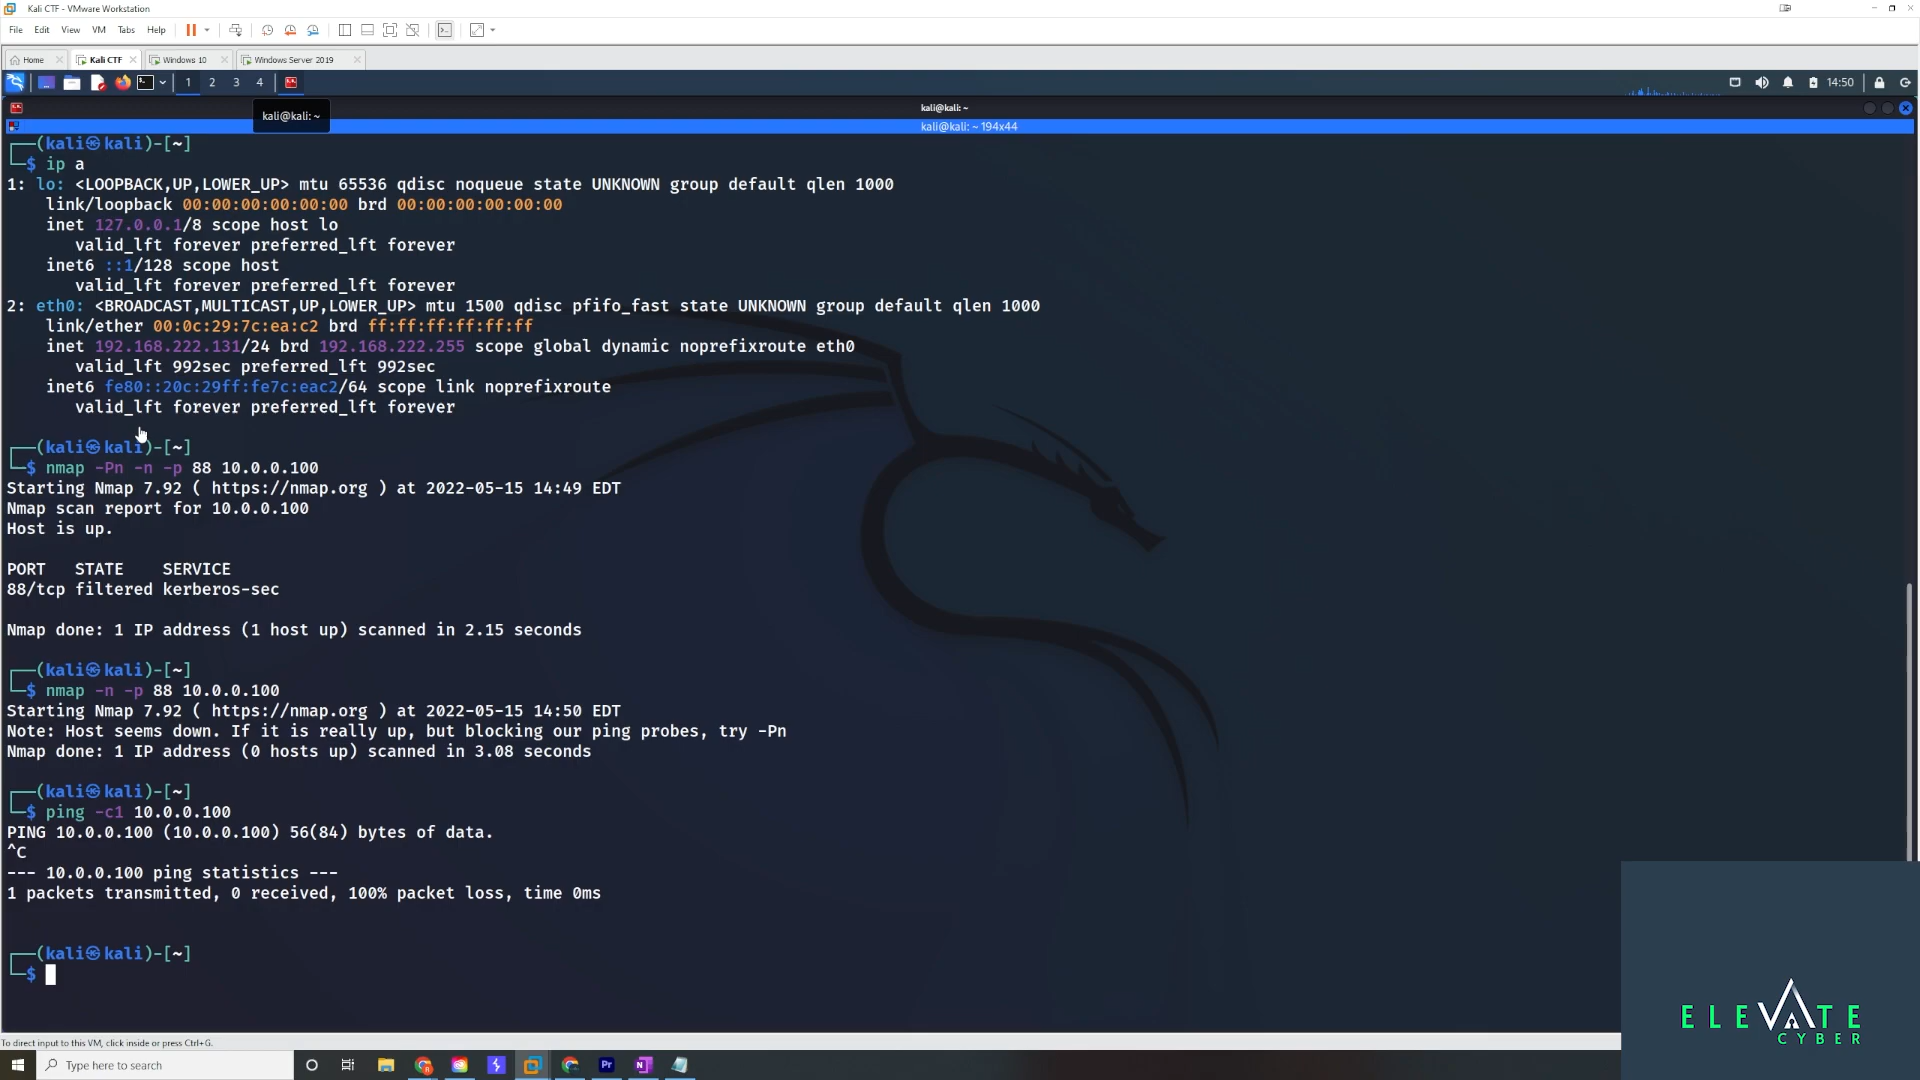 Kali CTF - VMware Workstation
File Edit View VM Tabs Help
Home Kali CTF Windows 10 Windows Server 2019
1 2 3 4 14:50
kali@kali: ~
kali@kali: ~
kali@kali: ~ 194x44
┌──(kali㉿kali)-[~]
└─$ ip a
1: lo: <LOOPBACK,UP,LOWER_UP> mtu 65536 qdisc noqueue state UNKNOWN group default qlen 1000
    link/loopback 00:00:00:00:00:00 brd 00:00:00:00:00:00
    inet 127.0.0.1/8 scope host lo
       valid_lft forever preferred_lft forever
    inet6 ::1/128 scope host
       valid_lft forever preferred_lft forever
2: eth0: <BROADCAST,MULTICAST,UP,LOWER_UP> mtu 1500 qdisc pfifo_fast state UNKNOWN group default qlen 1000
    link/ether 00:0c:29:7c:ea:c2 brd ff:ff:ff:ff:ff:ff
    inet 192.168.222.131/24 brd 192.168.222.255 scope global dynamic noprefixroute eth0
       valid_lft 992sec preferred_lft 992sec
    inet6 fe80::20c:29ff:fe7c:eac2/64 scope link noprefixroute
       valid_lft forever preferred_lft forever
┌──(kali㉿kali)-[~]
└─$ nmap -Pn -n -p 88 10.0.0.100
Starting Nmap 7.92 ( https://nmap.org ) at 2022-05-15 14:49 EDT
Nmap scan report for 10.0.0.100
Host is up.
PORT   STATE    SERVICE
88/tcp filtered kerberos-sec
Nmap done: 1 IP address (1 host up) scanned in 2.15 seconds
┌──(kali㉿kali)-[~]
└─$ nmap -n -p 88 10.0.0.100
Starting Nmap 7.92 ( https://nmap.org ) at 2022-05-15 14:50 EDT
Note: Host seems down. If it is really up, but blocking our ping probes, try -Pn
Nmap done: 1 IP address (0 hosts up) scanned in 3.08 seconds
┌──(kali㉿kali)-[~]
└─$ ping -c1 10.0.0.100
PING 10.0.0.100 (10.0.0.100) 56(84) bytes of data.
^C
--- 10.0.0.100 ping statistics ---
1 packets transmitted, 0 received, 100% packet loss, time 0ms
┌──(kali㉿kali)-[~]
└─$
ELEVATE
CYBER
To direct input to this VM, click inside or press Ctrl+G.
Type here to search
Pr
N